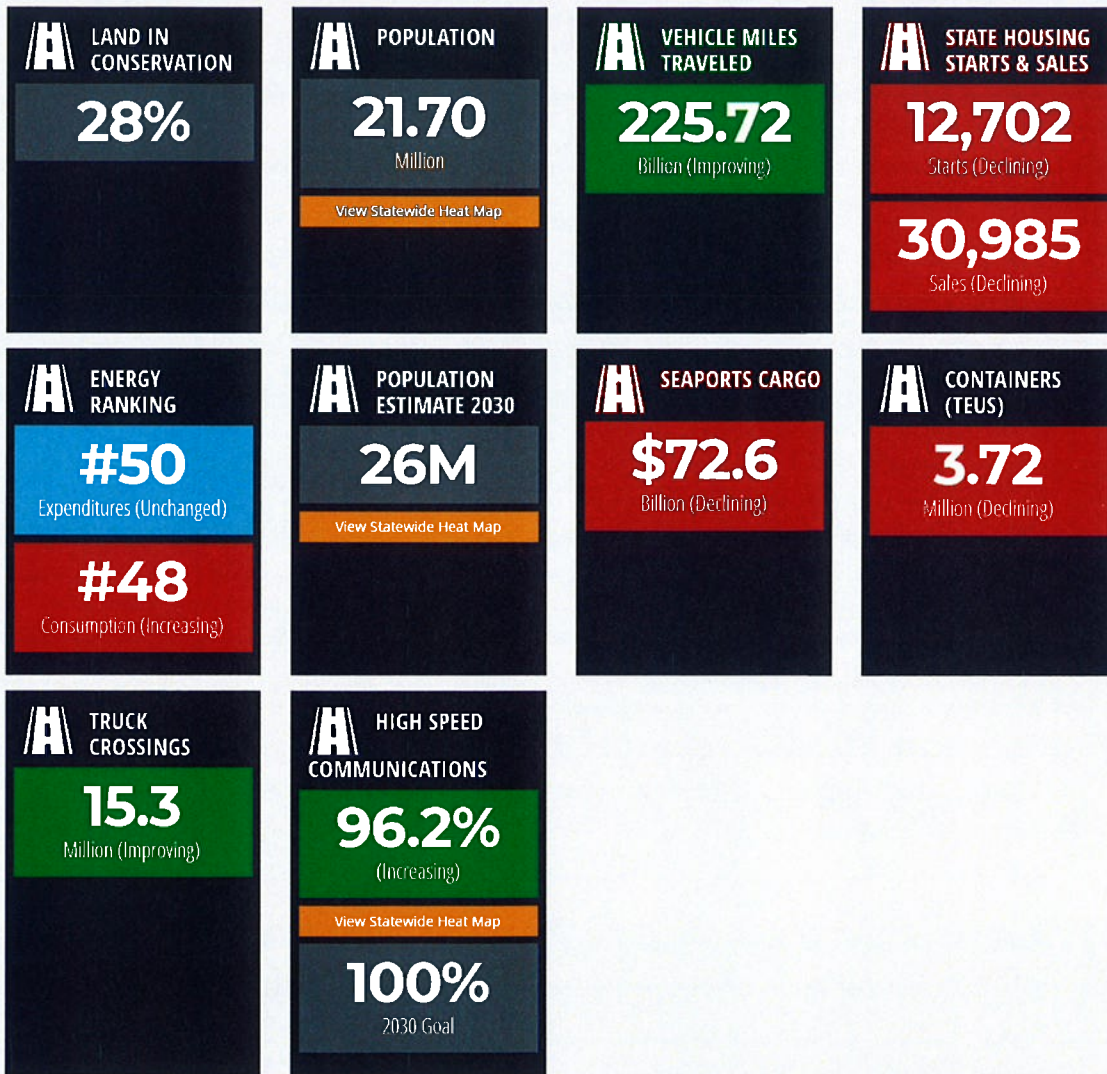 LAND IN
CONSERVATION
28%
POPULATION
21.70
Million
View Statewide Heat Map
VEHICLE MILES
TRAVELED
225.72
Billion (Improving)
STATE HOUSING
STARTS & SALES
12,702
Starts (Declining)
30,985
Sales (Declining)
ENERGY
RANKING
#50
Expenditures (Unchanged)
#48
Consumption (Increasing)
POPULATION
ESTIMATE 2030
26M
View Statewide Heat Map
SEAPORTS CARGO
$72.6
Billion (Declining)
CONTAINERS
(TEUS)
3.72
Million (Declining)
TRUCK
CROSSINGS
15.3
Million (Improving)
HIGH SPEED
COMMUNICATIONS
96.2%
(Increasing)
View Statewide Heat Map
100%
2030 Goal